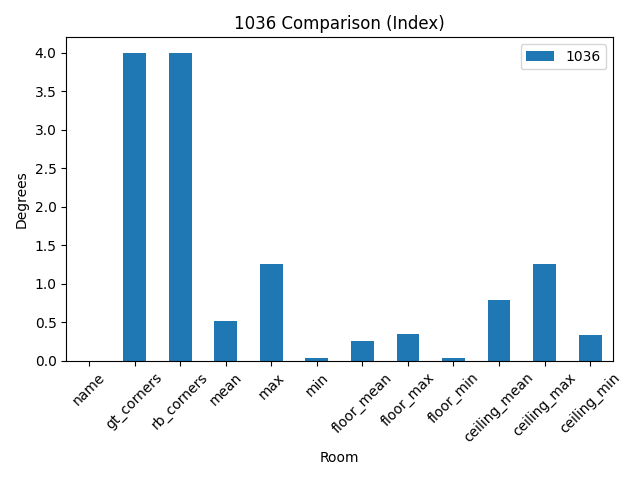 1036 Comparison (Index)
1036
Degrees
4.0
3.5
3.0
2.5
2.0
1.5
1.0
0.5
0.0
name
gt_corners
rb_corners
mean
max
min
floor_mean
floor_max
floor_min
ceiling_mean
ceiling_max
ceiling_min
Room